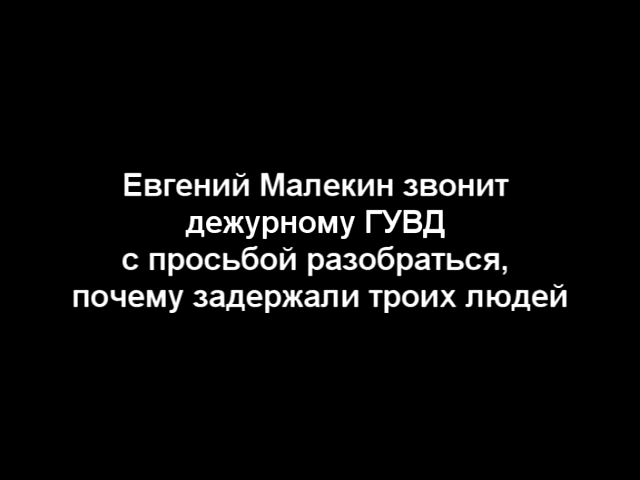 Евгений Малекин звонит
дежурному ГУВД
с просьбой разобраться,
почему задержали троих людей